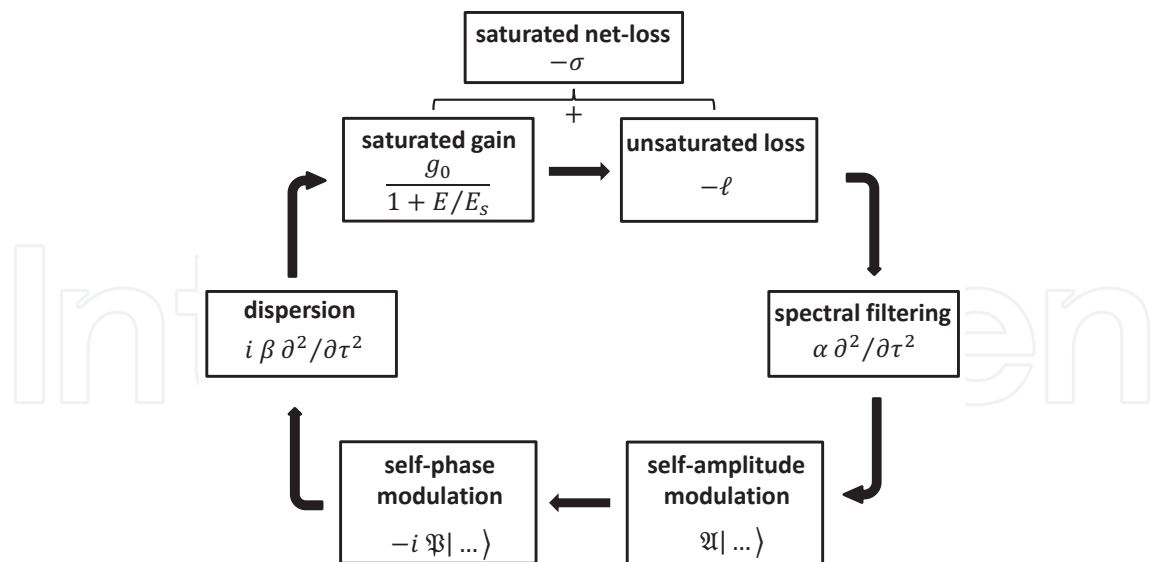 saturated net-loss
−σ
+
saturated gain
g₀
1 + E/Eₛ
unsaturated loss
−ℓ
dispersion
i β ∂²/∂τ²
spectral filtering
α ∂²/∂τ²
self-phase
modulation
−i 𝔓| … ⟩
self-amplitude
modulation
𝔄| … ⟩